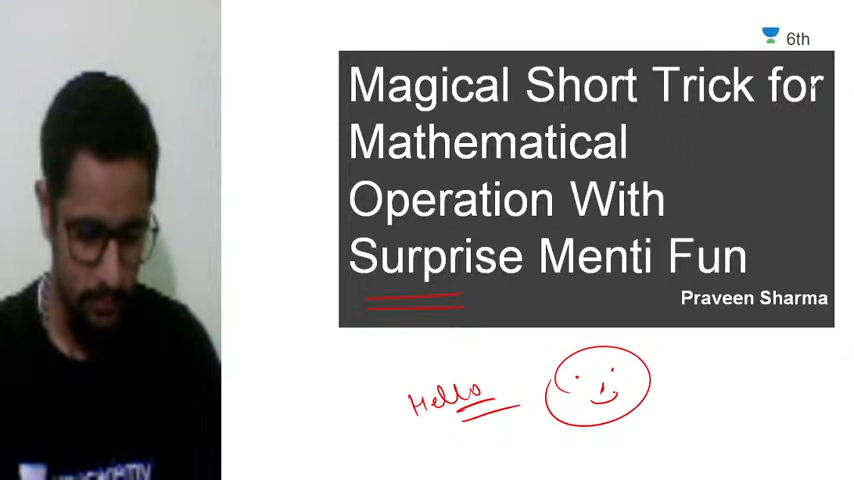 6th
Magical Short Trick for
Mathematical
Operation With
Surprise Menti Fun
Praveen Sharma
Hello